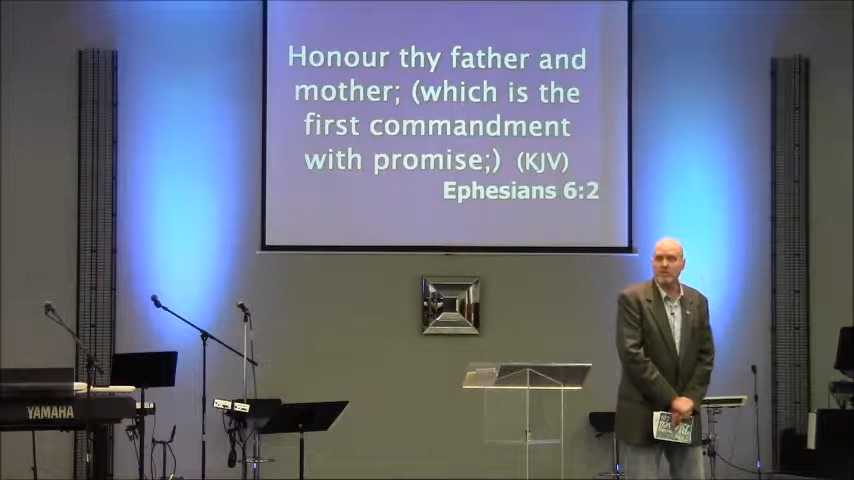 Honour thy father and
mother; (which is the
first commandment
with promise;) (KJV)
Ephesians 6:2
YAMAHA